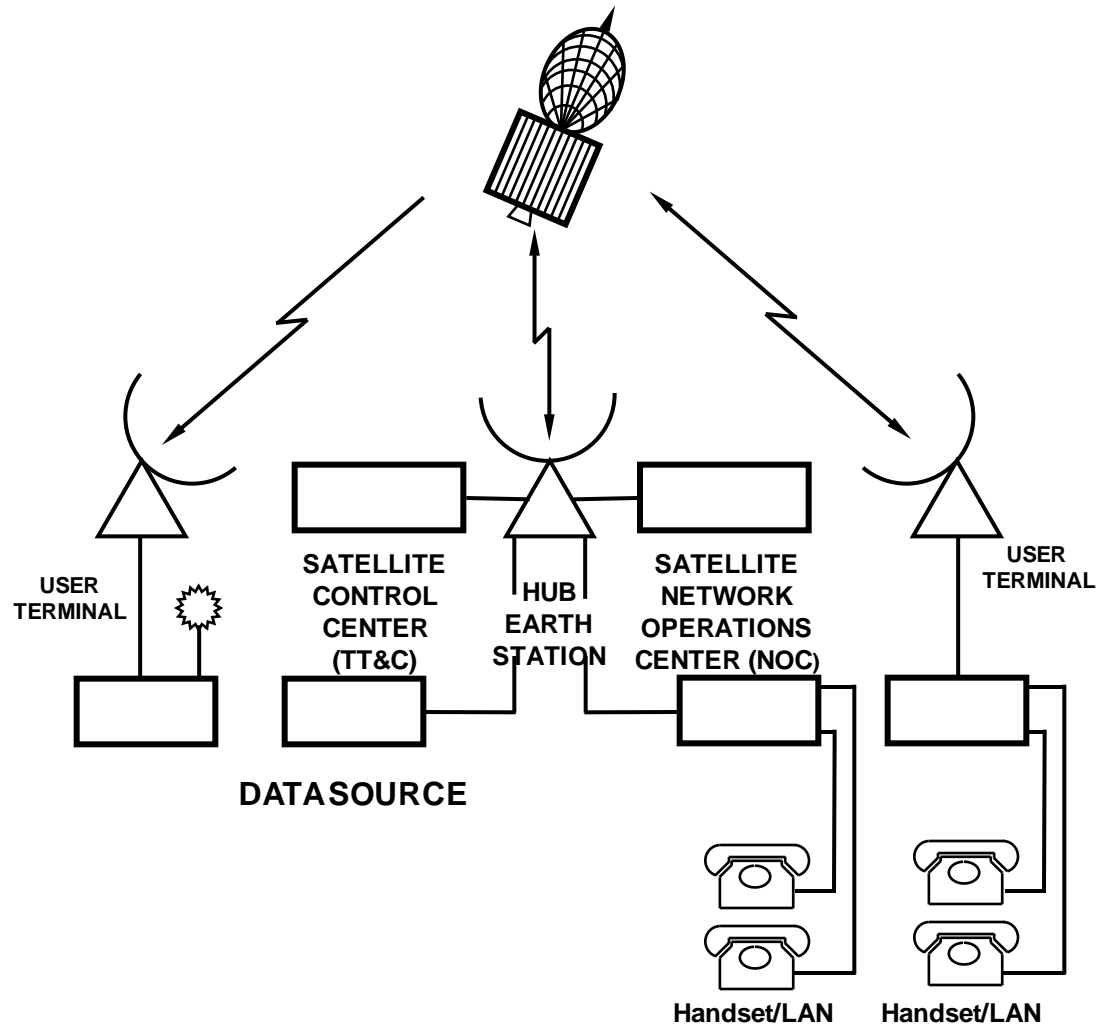 USER
TERMINAL
SATELLITE
CONTROL
CENTER
(TT&C)
HUB
EARTH
STATION
SATELLITE
NETWORK
OPERATIONS
CENTER (NOC)
USER
TERMINAL
DATASOURCE
Handset/LAN
Handset/LAN